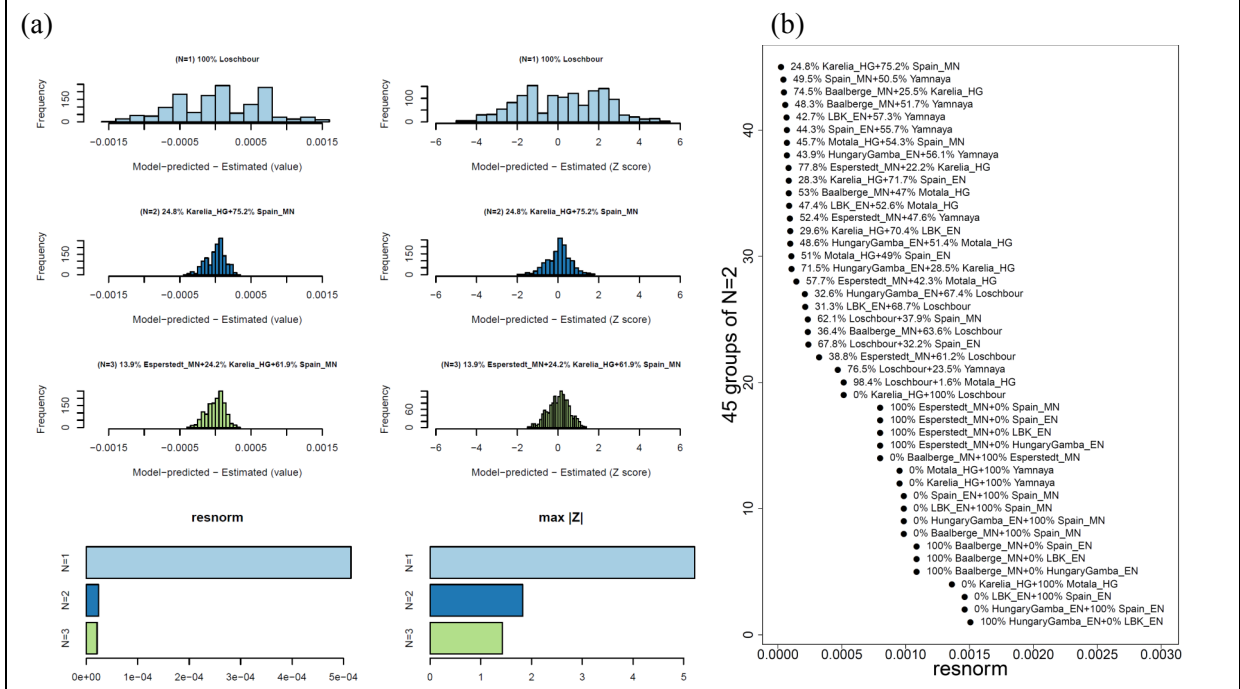 (a)
(N=1) 100% Loschbour
Frequency
0 150
−0.0015 −0.0005 0.0005 0.0015
Model−predicted − Estimated (value)
(N=1) 100% Loschbour
Frequency
0 100
−6 −4 −2 0 2 4 6
Model−predicted − Estimated (Z score)
(N=2) 24.8% Karelia_HG+75.2% Spain_MN
Frequency
0 150
−0.0015 −0.0005 0.0005 0.0015
Model−predicted − Estimated (value)
(N=2) 24.8% Karelia_HG+75.2% Spain_MN
Frequency
0 150
−6 −4 −2 0 2 4 6
Model−predicted − Estimated (Z score)
(N=3) 13.9% Esperstedt_MN+24.2% Karelia_HG+61.9% Spain_MN
Frequency
0 150
−0.0015 −0.0005 0.0005 0.0015
Model−predicted − Estimated (value)
(N=3) 13.9% Esperstedt_MN+24.2% Karelia_HG+61.9% Spain_MN
Frequency
0 60
−6 −4 −2 0 2 4 6
Model−predicted − Estimated (Z score)
resnorm
N=1
N=2
N=3
0e+00 1e−04 3e−04 5e−04
max |Z|
N=1
N=2
N=3
0 1 2 3 4 5
(b)
45 groups of N=2
40
30
20
10
0
24.8% Karelia_HG+75.2% Spain_MN
49.5% Spain_MN+50.5% Yamnaya
74.5% Baalberge_MN+25.5% Karelia_HG
48.3% Baalberge_MN+51.7% Yamnaya
42.7% LBK_EN+57.3% Yamnaya
44.3% Spain_EN+55.7% Yamnaya
45.7% Motala_HG+54.3% Spain_MN
43.9% HungaryGamba_EN+56.1% Yamnaya
77.8% Esperstedt_MN+22.2% Karelia_HG
28.3% Karelia_HG+71.7% Spain_EN
53% Baalberge_MN+47% Motala_HG
47.4% LBK_EN+52.6% Motala_HG
52.4% Esperstedt_MN+47.6% Yamnaya
29.6% Karelia_HG+70.4% LBK_EN
48.6% HungaryGamba_EN+51.4% Motala_HG
51% Motala_HG+49% Spain_EN
71.5% HungaryGamba_EN+28.5% Karelia_HG
57.7% Esperstedt_MN+42.3% Motala_HG
32.6% HungaryGamba_EN+67.4% Loschbour
31.3% LBK_EN+68.7% Loschbour
62.1% Loschbour+37.9% Spain_MN
36.4% Baalberge_MN+63.6% Loschbour
67.8% Loschbour+32.2% Spain_EN
38.8% Esperstedt_MN+61.2% Loschbour
76.5% Loschbour+23.5% Yamnaya
98.4% Loschbour+1.6% Motala_HG
0% Karelia_HG+100% Loschbour
100% Esperstedt_MN+0% Spain_MN
100% Esperstedt_MN+0% Spain_EN
100% Esperstedt_MN+0% LBK_EN
100% Esperstedt_MN+0% HungaryGamba_EN
0% Baalberge_MN+100% Esperstedt_MN
0% Motala_HG+100% Yamnaya
0% Karelia_HG+100% Yamnaya
0% Spain_EN+100% Spain_MN
0% LBK_EN+100% Spain_MN
0% HungaryGamba_EN+100% Spain_MN
0% Baalberge_MN+100% Spain_MN
100% Baalberge_MN+0% Spain_EN
100% Baalberge_MN+0% LBK_EN
100% Baalberge_MN+0% HungaryGamba_EN
0% Karelia_HG+100% Motala_HG
0% LBK_EN+100% Spain_EN
0% HungaryGamba_EN+100% Spain_EN
100% HungaryGamba_EN+0% LBK_EN
0.0000 0.0005 0.0010 0.0015 0.0020 0.0025 0.0030
resnorm